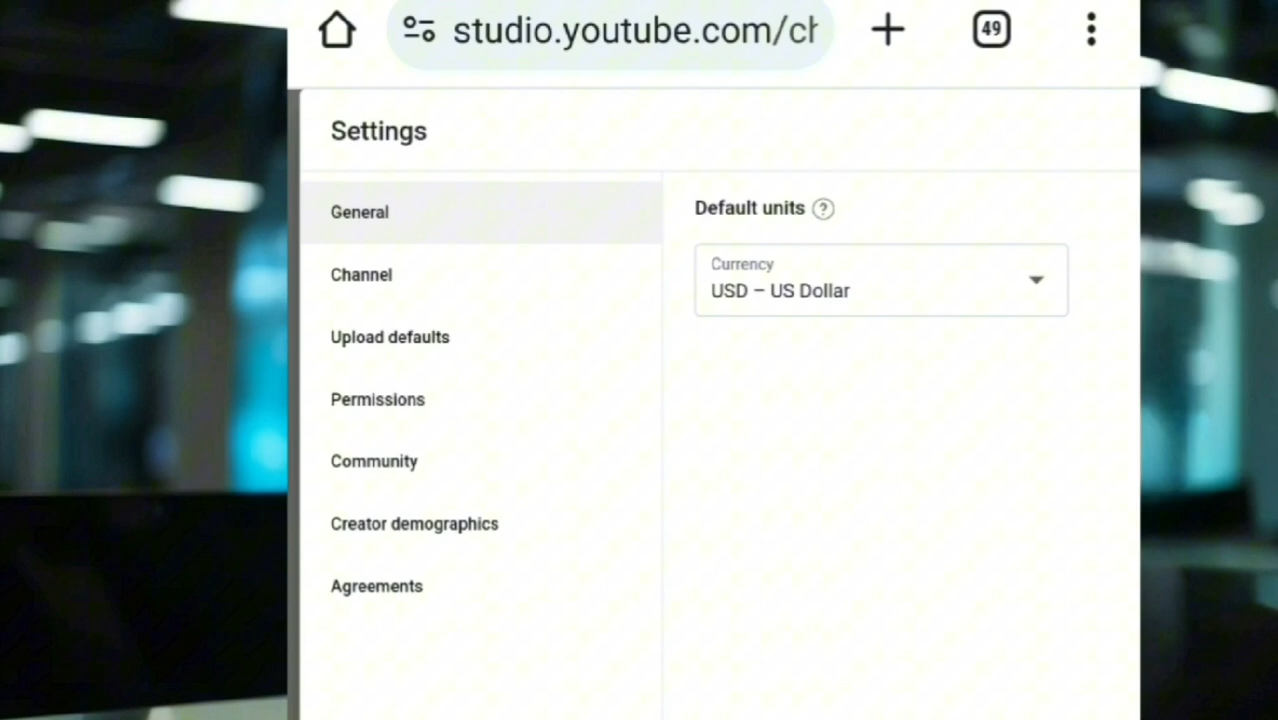 studio.youtube.com/ch
49
Settings
General
Default units ?
Currency
USD – US Dollar
Channel
Upload defaults
Permissions
Community
Creator demographics
Agreements